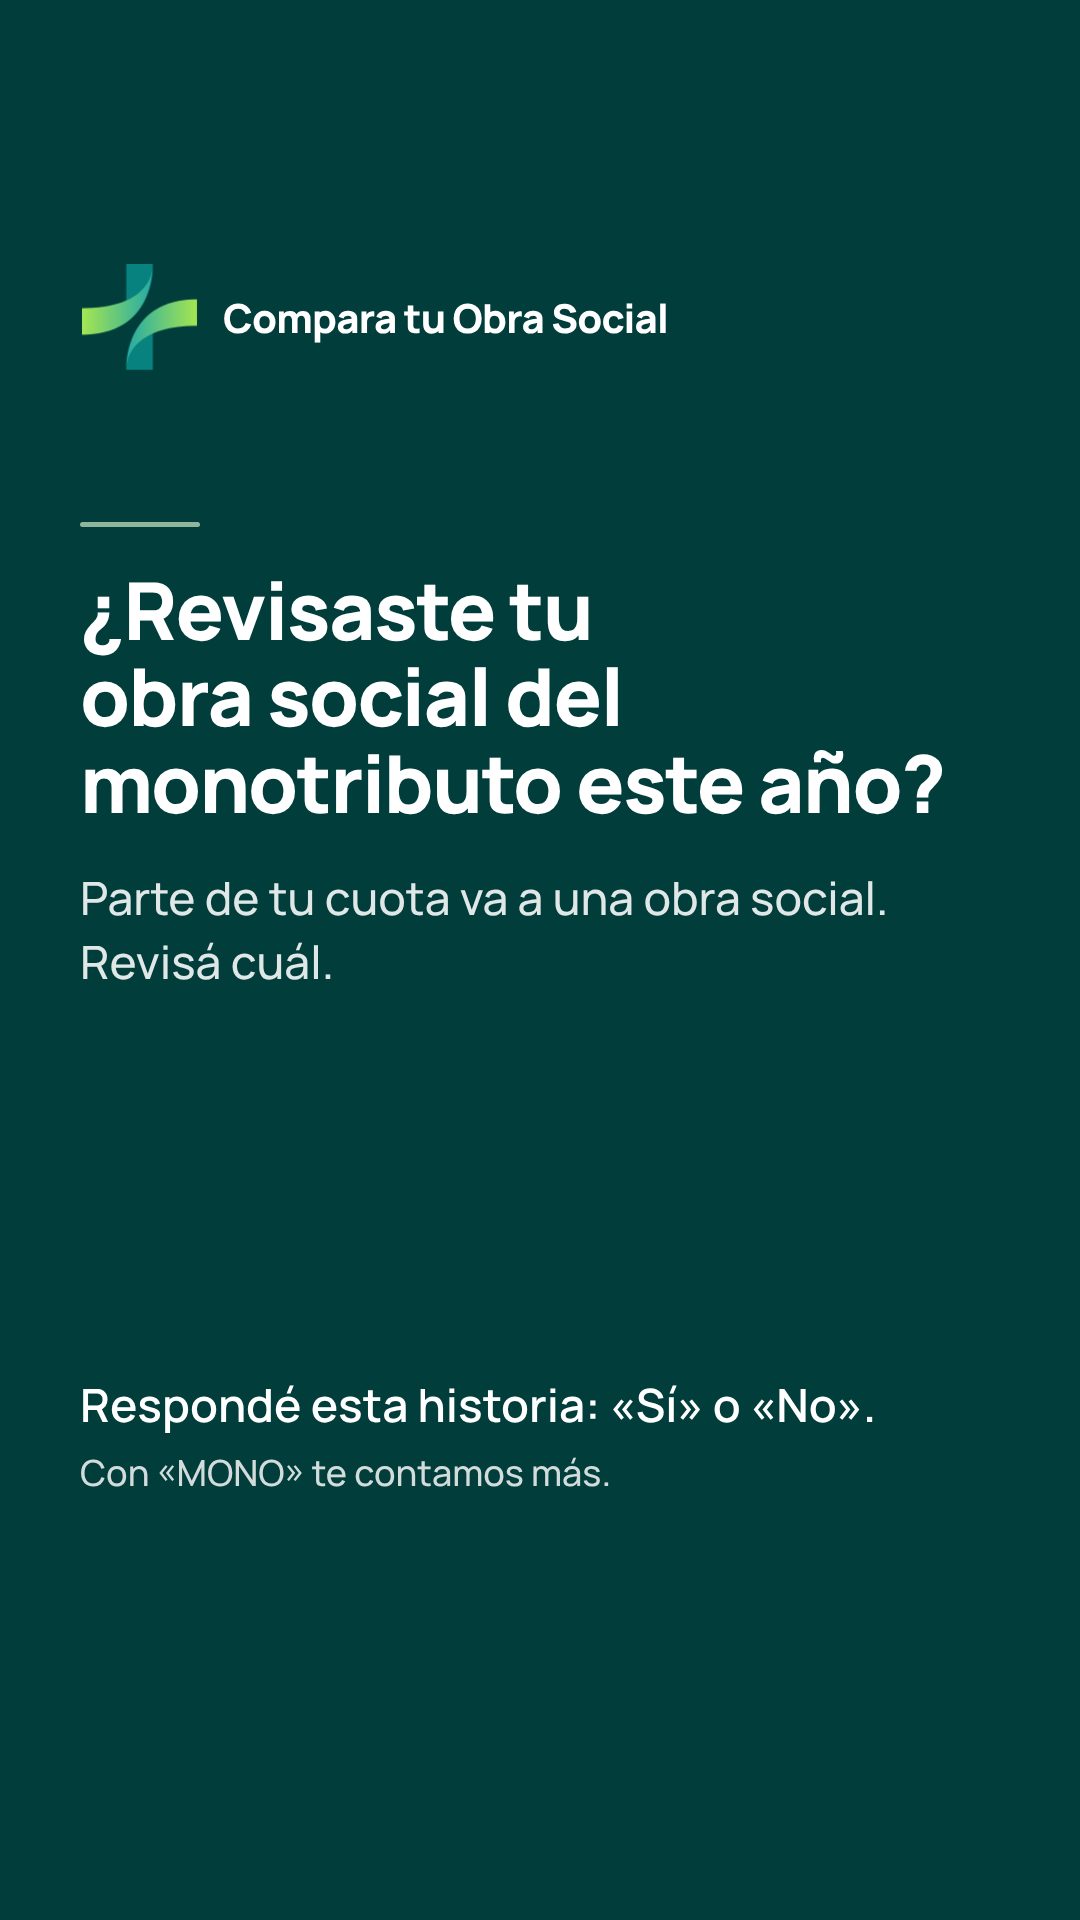 Compara tu Obra Social
¿Revisaste tu
obra social del
monotributo este año?
Parte de tu cuota va a una obra social.
Revisá cuál.
Respondé esta historia: «Sí» o «No».
Con «MONO» te contamos más.